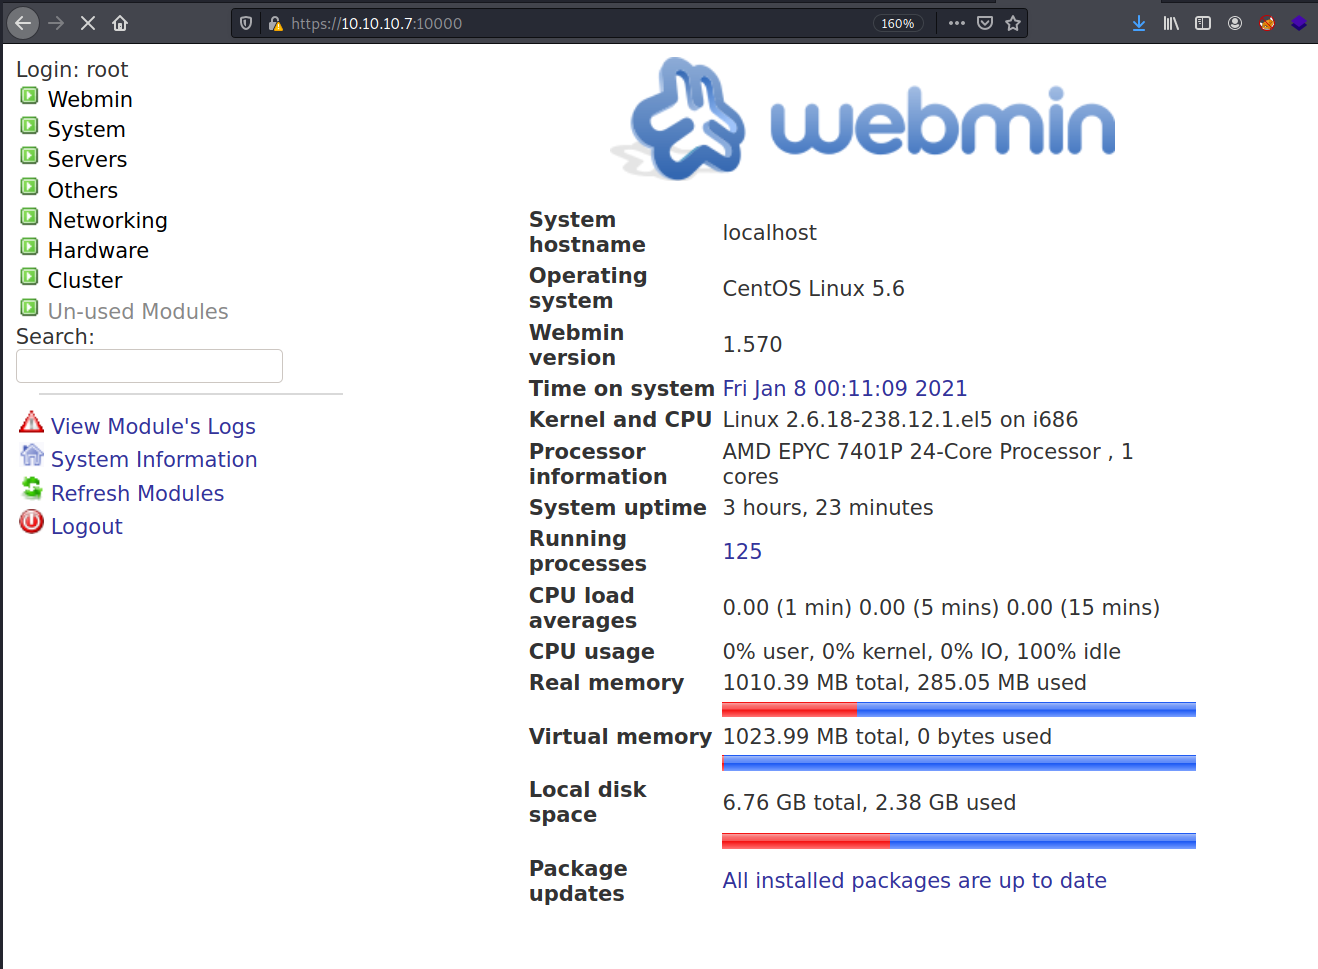 https://10.10.10.7:10000
160%
Login: root
Webmin
System
Servers
Others
Networking
Hardware
Cluster
Un-used Modules
Search:
View Module's Logs
System Information
Refresh Modules
Logout
webmin
System
hostname
localhost
Operating
system
CentOS Linux 5.6
Webmin
version
1.570
Time on system Fri Jan 8 00:11:09 2021
Kernel and CPU Linux 2.6.18-238.12.1.el5 on i686
Processor
information
AMD EPYC 7401P 24-Core Processor , 1
cores
System uptime 3 hours, 23 minutes
Running
processes
125
CPU load
averages
0.00 (1 min) 0.00 (5 mins) 0.00 (15 mins)
CPU usage 0% user, 0% kernel, 0% IO, 100% idle
Real memory 1010.39 MB total, 285.05 MB used
Virtual memory 1023.99 MB total, 0 bytes used
Local disk
space
6.76 GB total, 2.38 GB used
Package
updates
All installed packages are up to date